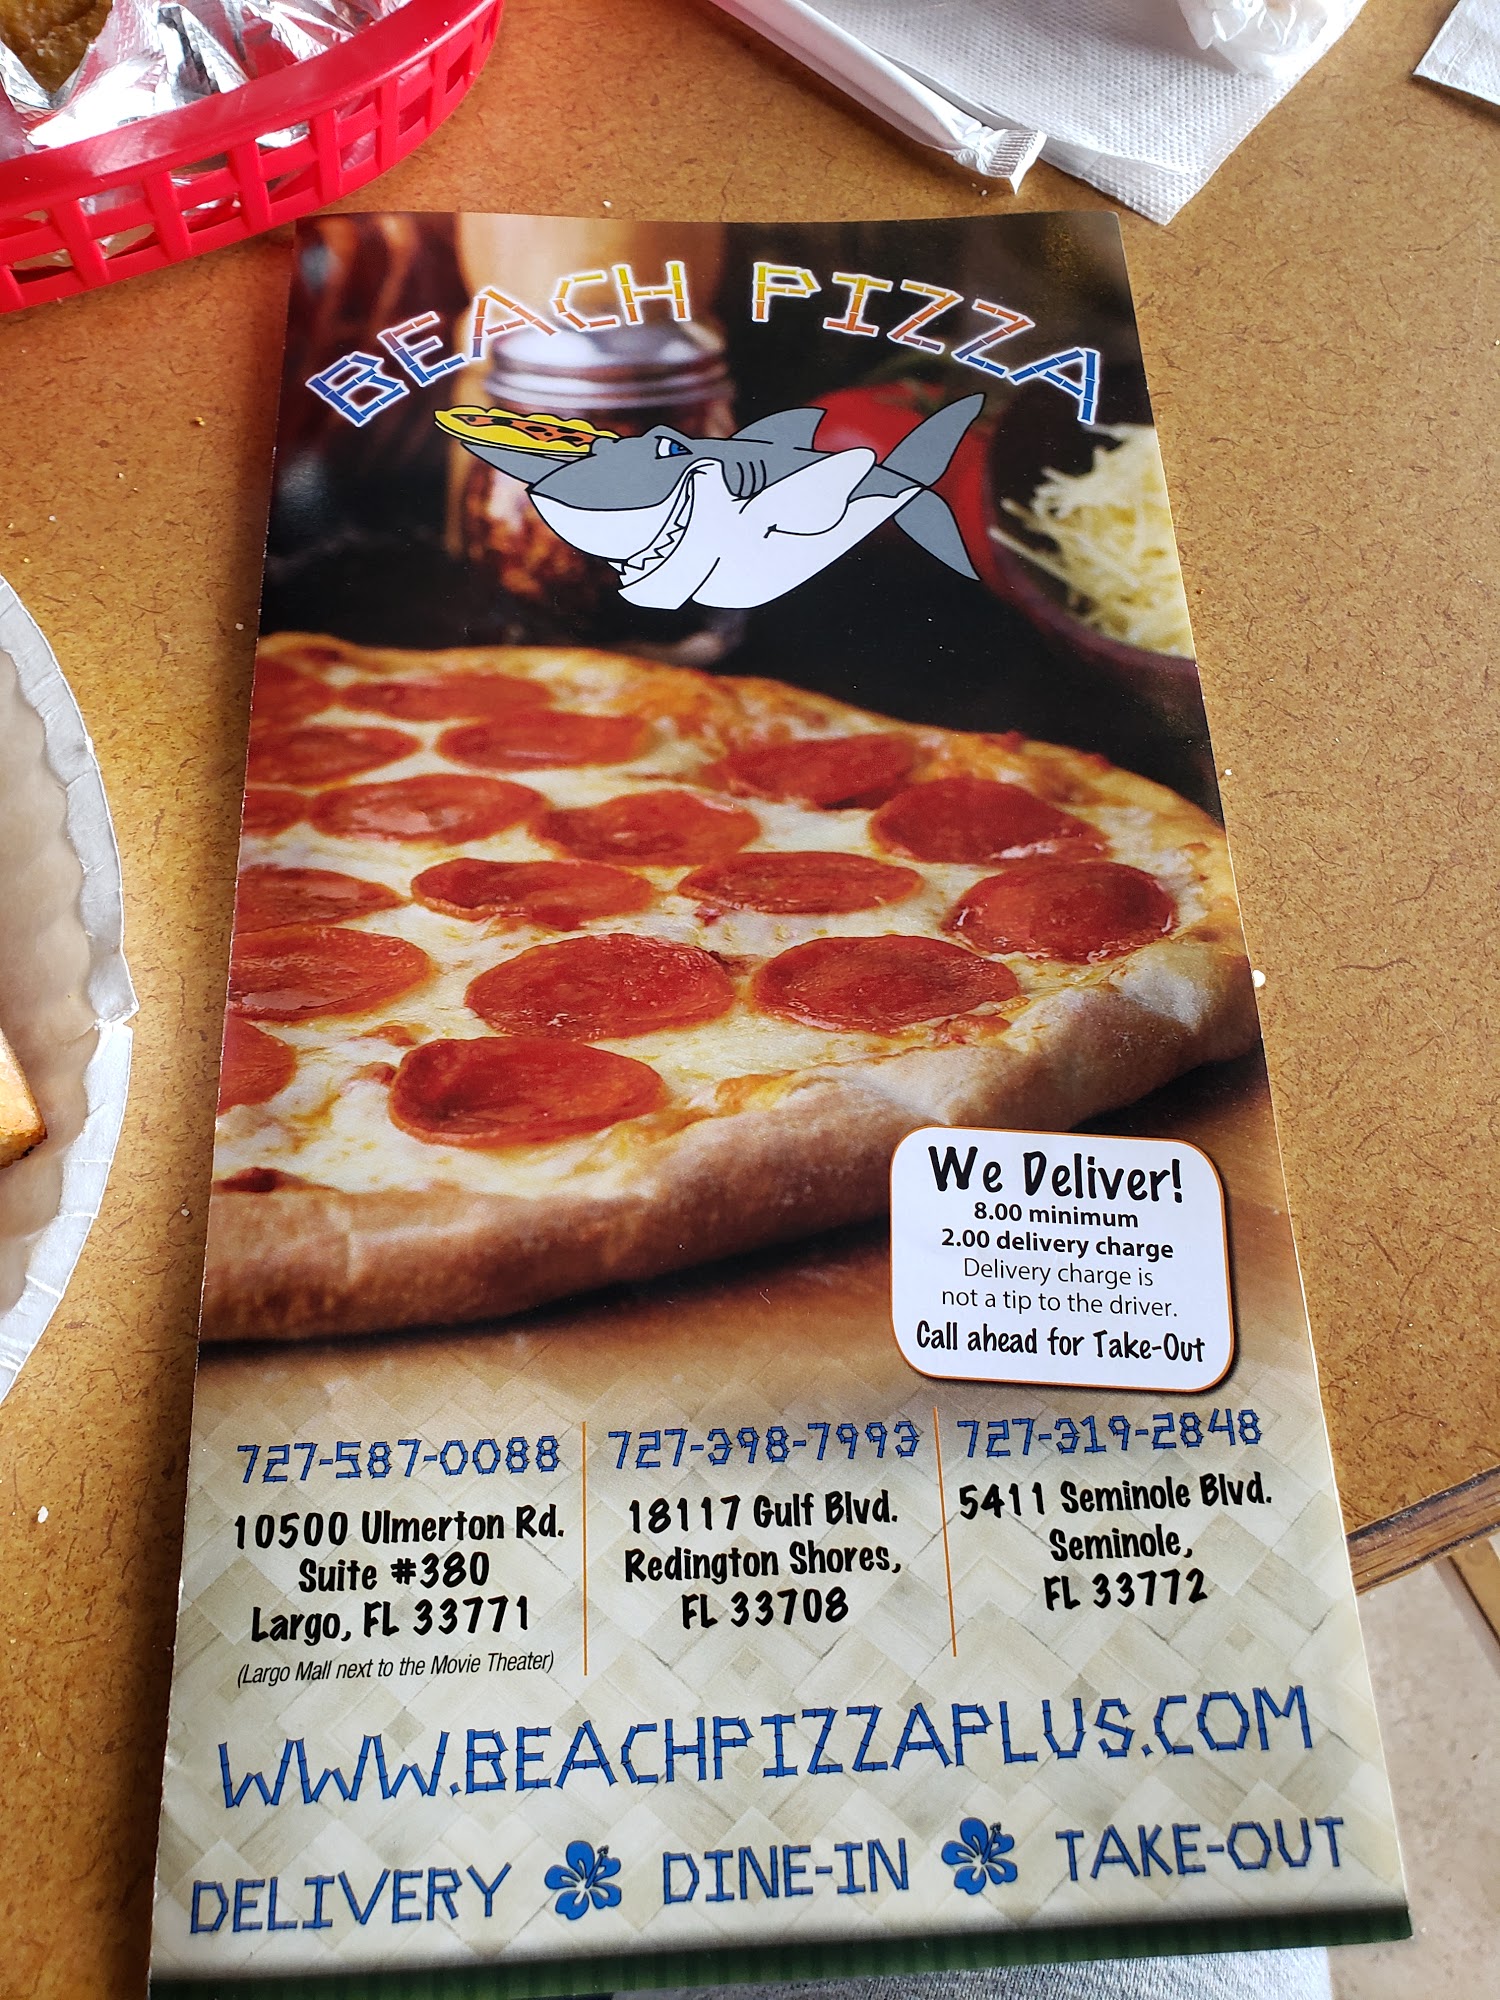 BEACH PIZZA
We Deliver!
8.00 minimum
2.00 delivery charge
Delivery charge is
not a tip to the driver.
Call ahead for Take-Out
727-587-0088
10500 Ulmerton Rd.
Suite #380
Largo, FL 33771
(Largo Mall next to the Movie Theater)
727-398-7993
18117 Gulf Blvd.
Redington Shores,
FL 33708
727-319-2848
5411 Seminole Blvd.
Seminole,
FL 33772
WWW.BEACHPIZZAPLUS.COM
DELIVERY DINE-IN TAKE-OUT